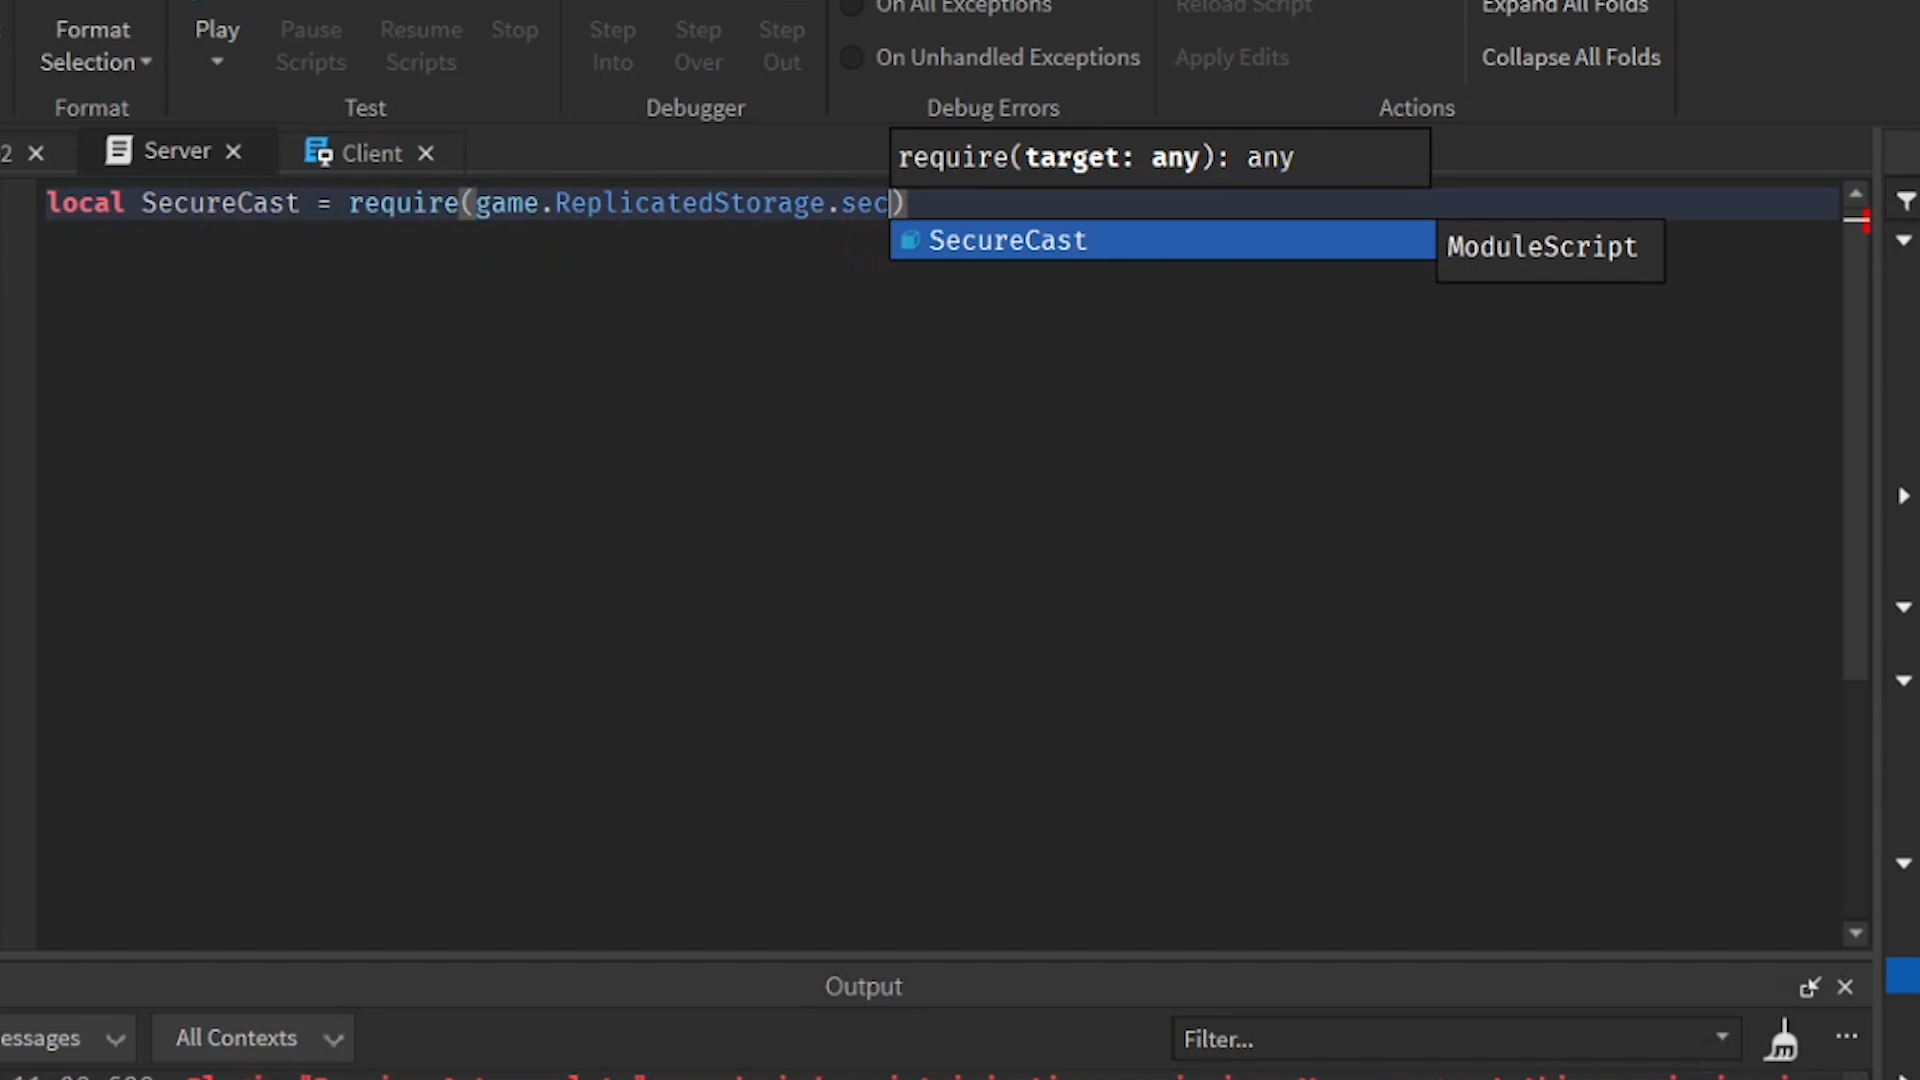 On All Exceptions
Reload Script
Expand All Folds
Format Selection
Play
Pause Scripts
Resume Scripts
Stop
Step Into
Step Over
Step Out
On Unhandled Exceptions
Apply Edits
Collapse All Folds
Format
Test
Debugger
Debug Errors
Actions
2
Server
Client
require(target: any): any
local SecureCast = require(game.ReplicatedStorage.sec)
SecureCast
ModuleScript
Output
essages
All Contexts
Filter...